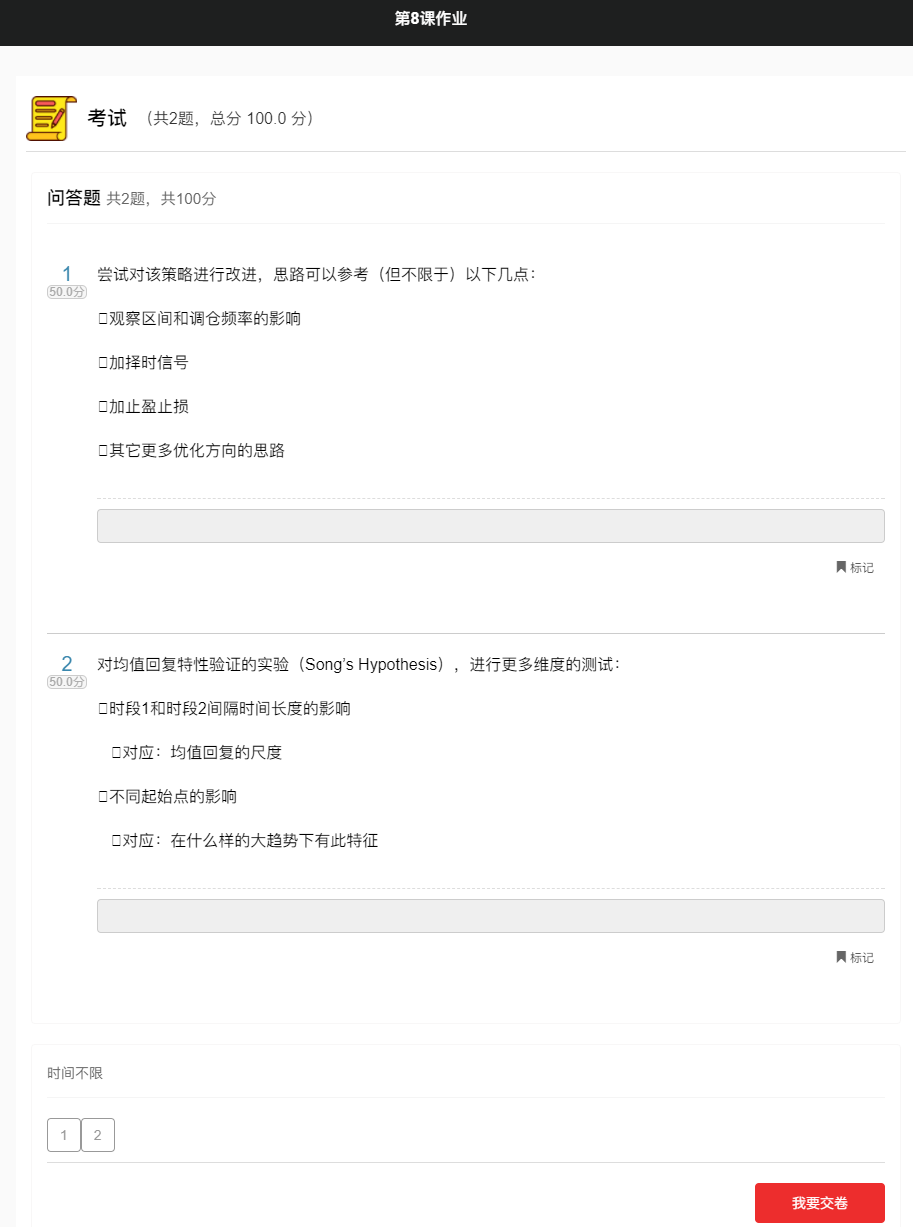 第8课作业
考试 （共2题，总分 100.0 分）
问答题 共2题，共100分
1 尝试对该策略进行改进，思路可以参考（但不限于）以下几点：
50.0分
观察区间和调仓频率的影响
加择时信号
加止盈止损
其它更多优化方向的思路
标记
2 对均值回复特性验证的实验（Song’s Hypothesis），进行更多维度的测试：
50.0分
时段1和时段2间隔时间长度的影响
对应：均值回复的尺度
不同起始点的影响
对应：在什么样的大趋势下有此特征
标记
时间不限
1 2
我要交卷